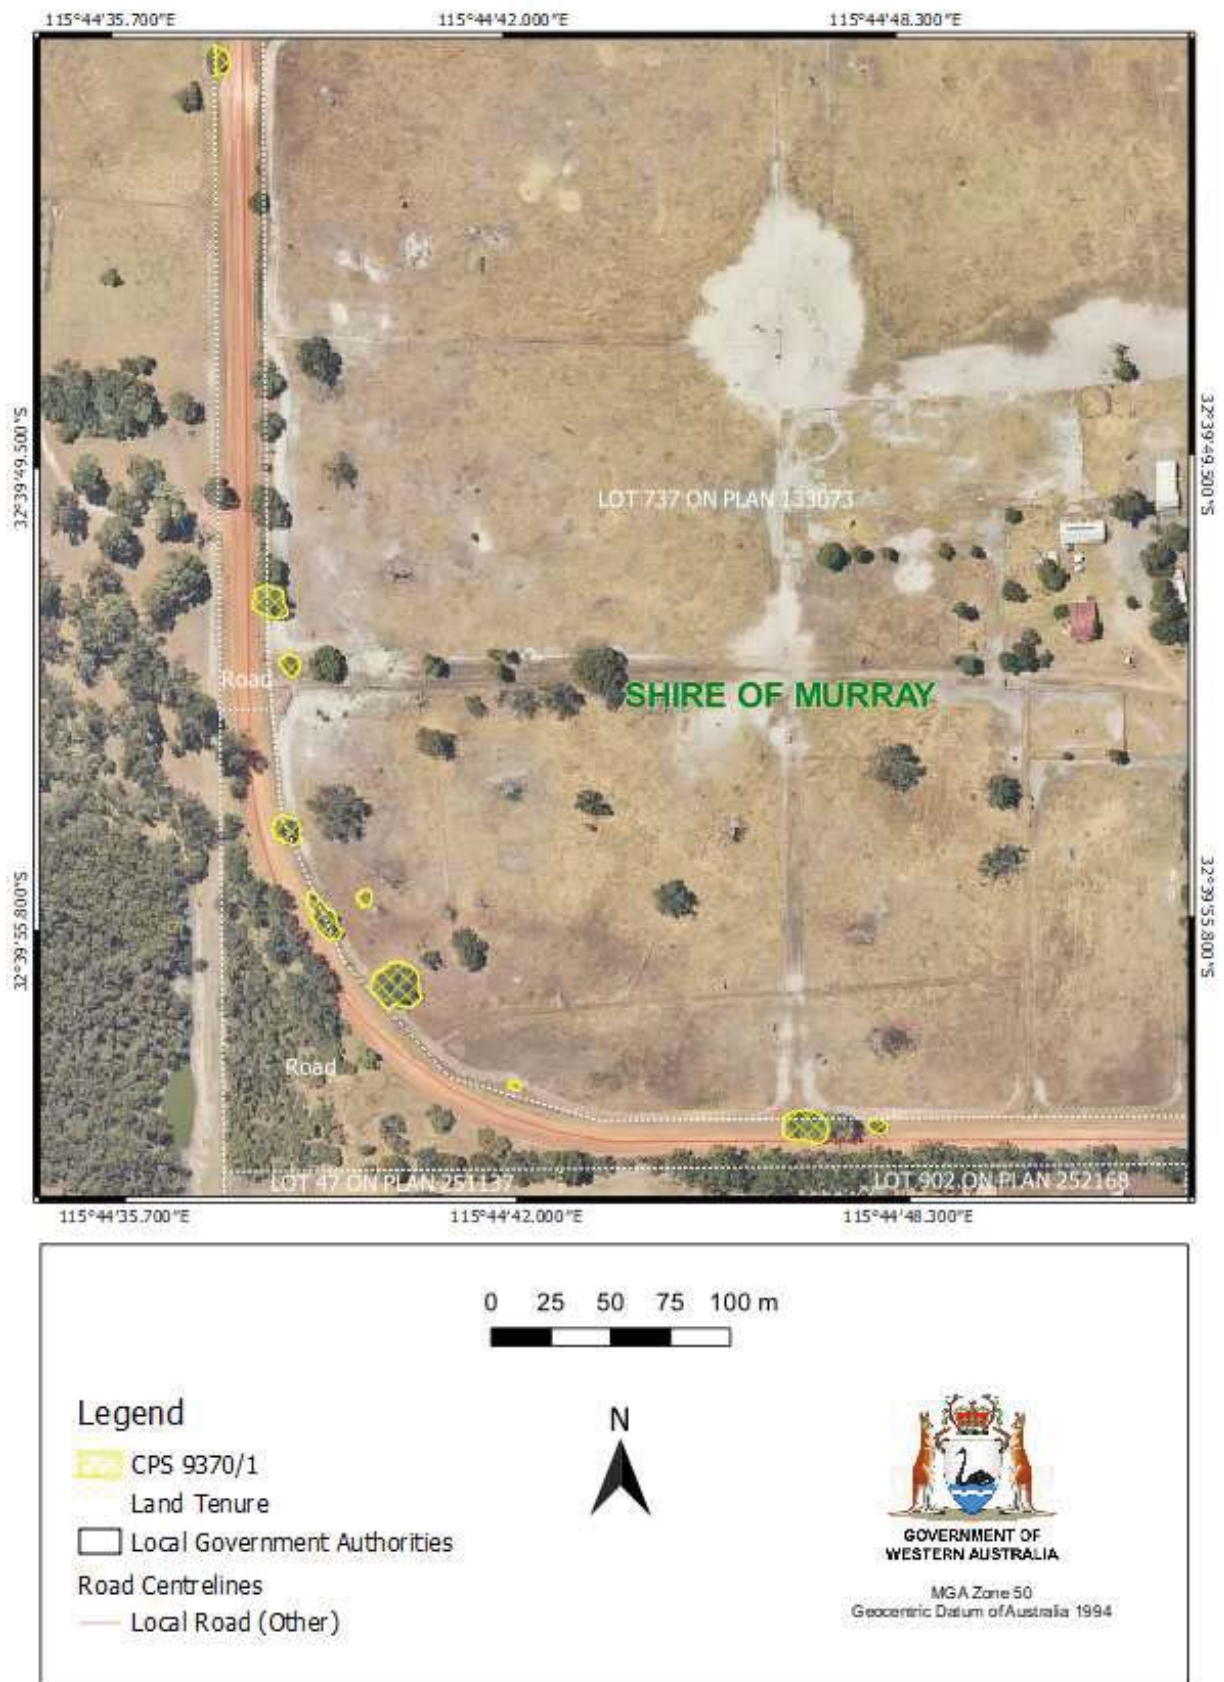 115°44'35.700"E 115°44'42.000"E 115°44'48.300"E
32°39'49.500"S
32°39'49.500"S
LOT 737 ON PLAN 133073
Road
SHIRE OF MURRAY
32°39'55.800"S
32°39'55.800"S
Road
LOT 47 ON PLAN 251137
LOT 902 ON PLAN 252168
115°44'35.700"E 115°44'42.000"E 115°44'48.300"E
0 25 50 75 100 m
Legend
CPS 9370/1
Land Tenure
Local Government Authorities
Road Centrelines
Local Road (Other)
N
GOVERNMENT OF
WESTERN AUSTRALIA
MGA Zone 50
Geocentric Datum of Australia 1994